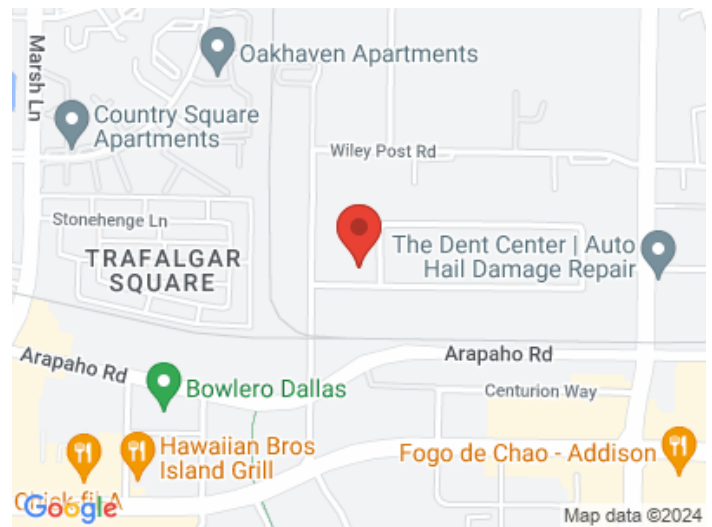 Marsh Ln
Oakhaven Apartments
Country Square
Apartments
Wiley Post Rd
Stonehenge Ln
TRAFALGAR
SQUARE
The Dent Center | Auto
Hail Damage Repair
Arapaho Rd
Arapaho Rd
Bowlero Dallas
Centurion Way
Hawaiian Bros
Island Grill
Fogo de Chao - Addison
Chick-fil-A
Google
Map data ©2024